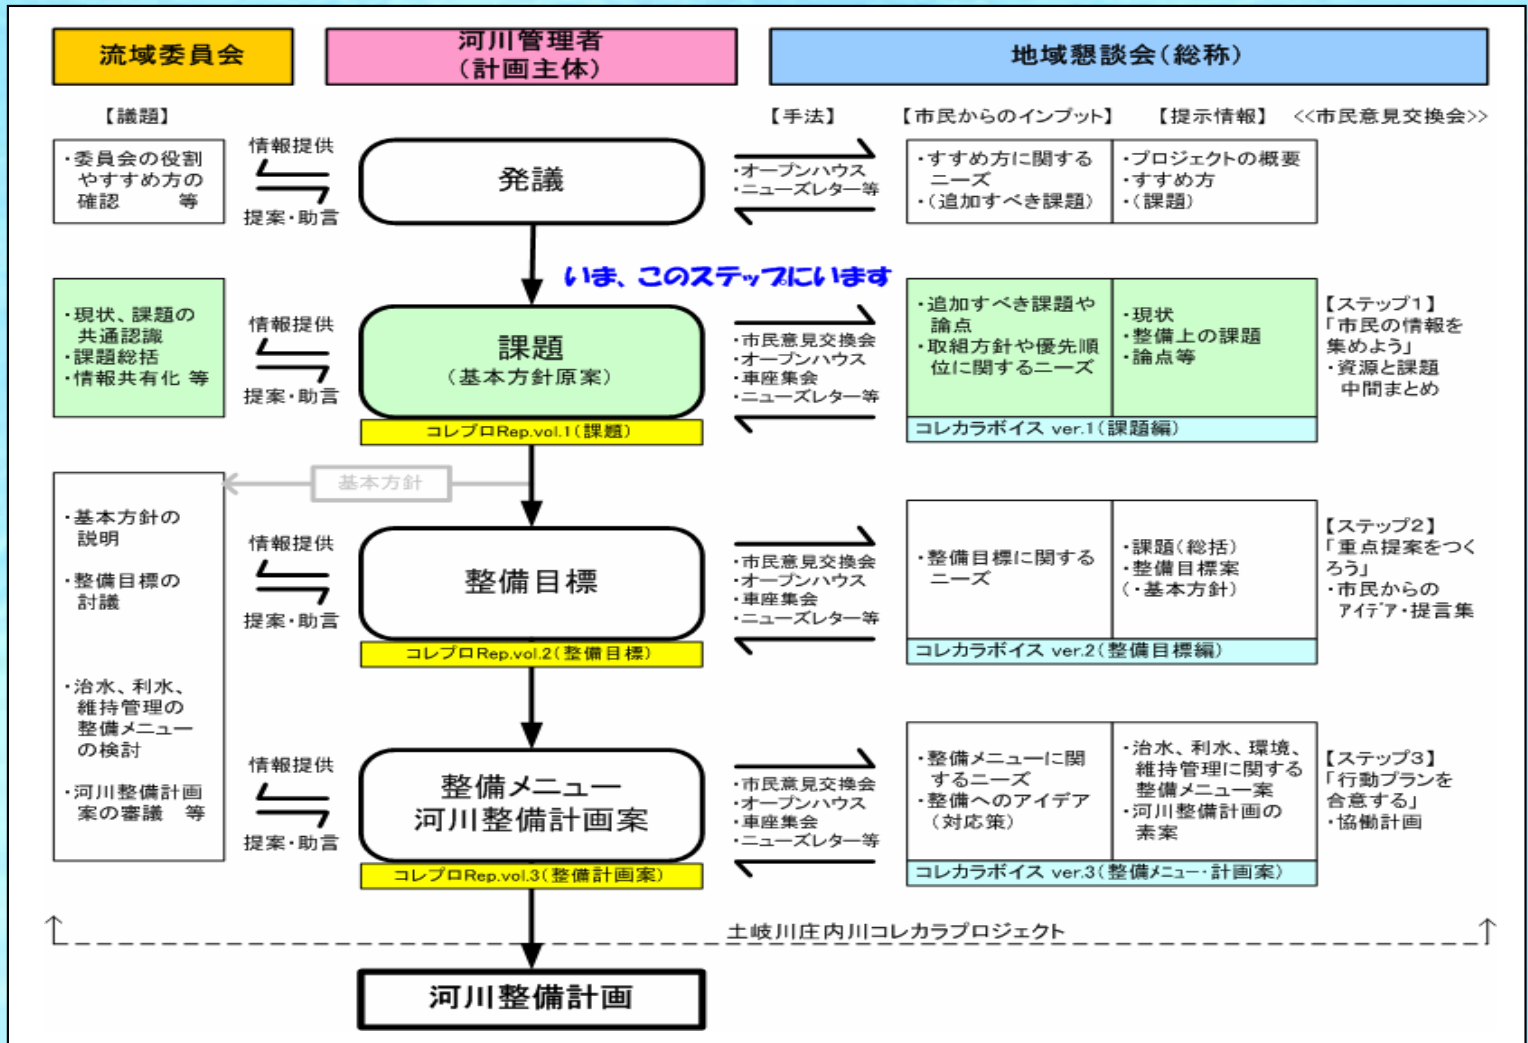 流域委員会
河川管理者
(計画主体)
地域懇談会(総称)
【議題】
【手法】
【市民からのインプット】
【提示情報】
<<市民意見交換会>>
・委員会の役割
やすすめ方の
確認 等
情報提供
提案・助言
発議
・オープンハウス
・ニューズレター等
・すすめ方に関する
ニーズ
・(追加すべき課題)
・プロジェクトの概要
・すすめ方
・(課題)
いま、このステップにいます
・現状、課題の
共通認識
・課題総括
・情報共有化 等
情報提供
提案・助言
課題
(基本方針原案)
コレプロRep.vol.1(課題)
・市民意見交換会
・オープンハウス
・車座集会
・ニューズレター等
・追加すべき課題や
論点
・取組方針や優先順
位に関するニーズ
・現状
・整備上の課題
・論点等
コレカラボイス ver.1(課題編)
【ステップ1】
「市民の情報を
集めよう」
・資源と課題
中間まとめ
基本方針
・基本方針の
説明
・整備目標の
討議
・治水、利水、
維持管理の
整備メニュー
の検討
・河川整備計画
案の審議 等
情報提供
提案・助言
整備目標
コレプロRep.vol.2(整備目標)
・市民意見交換会
・オープンハウス
・車座集会
・ニューズレター等
・整備目標に関する
ニーズ
・課題(総括)
・整備目標案
(・基本方針)
コレカラボイス ver.2(整備目標編)
【ステップ2】
「重点提案をつく
ろう」
・市民からの
アイデア・提言集
情報提供
提案・助言
整備メニュー
河川整備計画案
コレプロRep.vol.3(整備計画案)
・市民意見交換会
・オープンハウス
・車座集会
・ニューズレター等
・整備メニューに関
するニーズ
・整備へのアイデア
(対応策)
・治水、利水、環境、
維持管理に関する
整備メニュー案
・河川整備計画の
素案
コレカラボイス ver.3(整備メニュー・計画案)
【ステップ3】
「行動プランを
合意する」
・協働計画
土岐川庄内川コレカラプロジェクト
河川整備計画